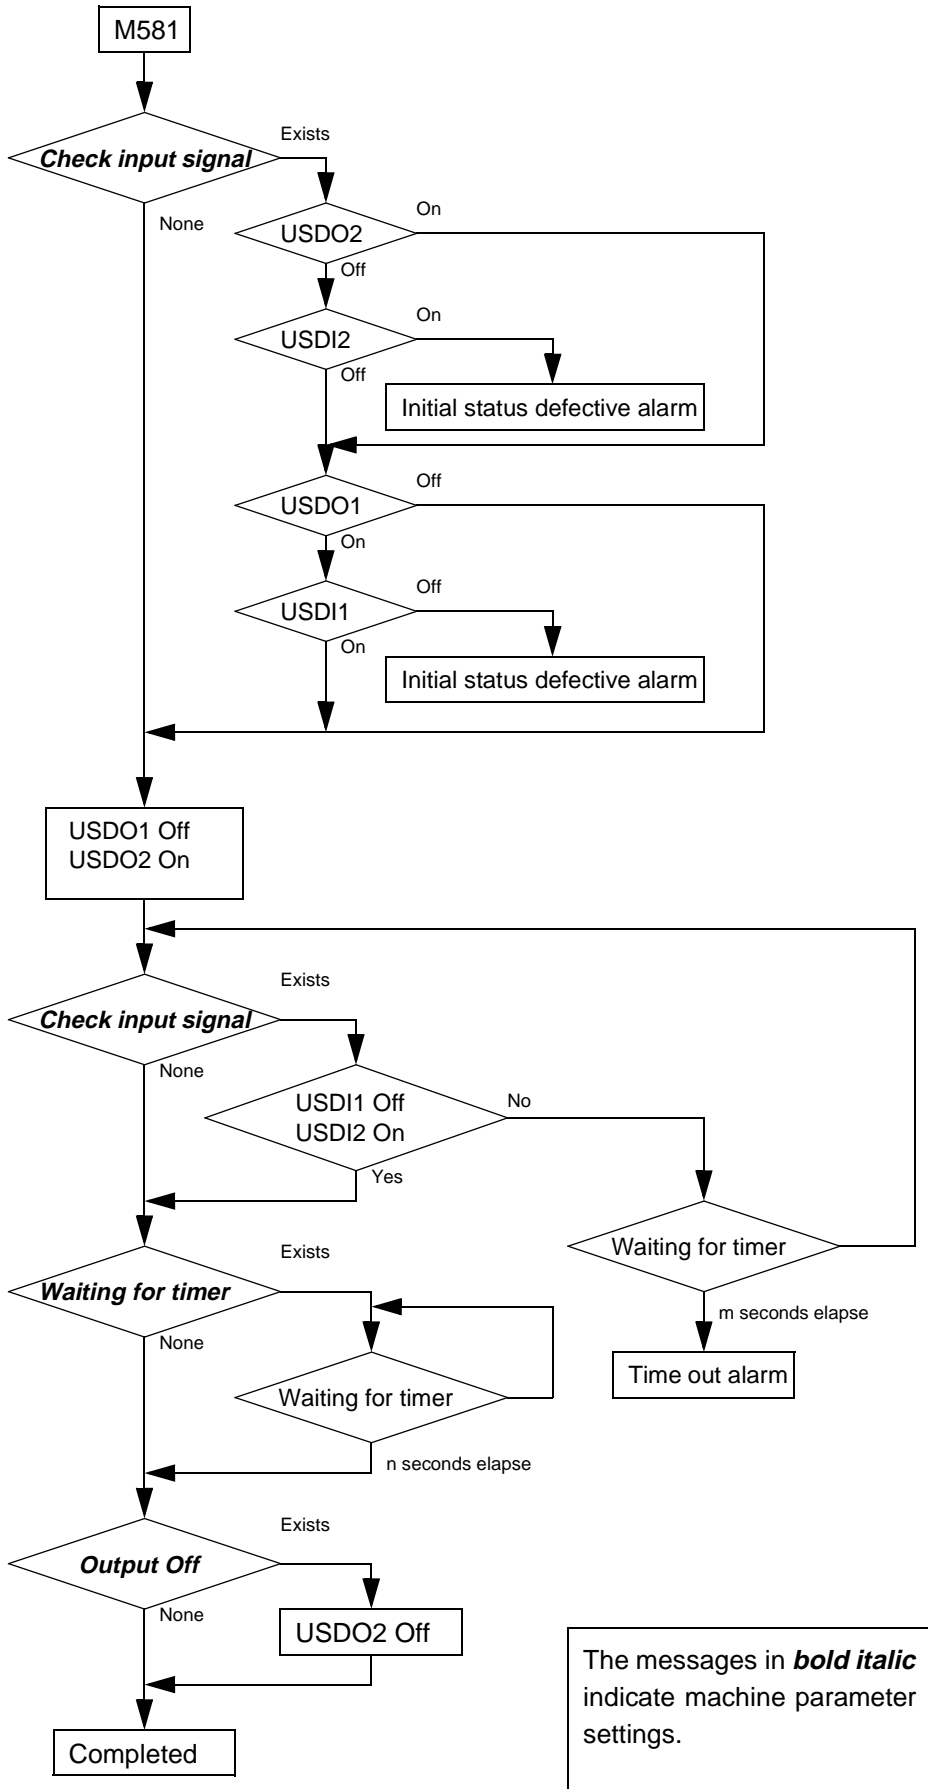 M581
Check input signal
Exists
None
USDO2
On
Off
USDI2
On
Off
Initial status defective alarm
USDO1
Off
On
USDI1
Off
On
Initial status defective alarm
USDO1 Off
USDO2 On
Check input signal
Exists
None
USDI1 Off
USDI2 On
No
Yes
Waiting for timer
m seconds elapse
Time out alarm
Waiting for timer
Exists
None
Waiting for timer
n seconds elapse
Output Off
Exists
None
USDO2 Off
Completed
The messages in bold italic
indicate machine parameter
settings.